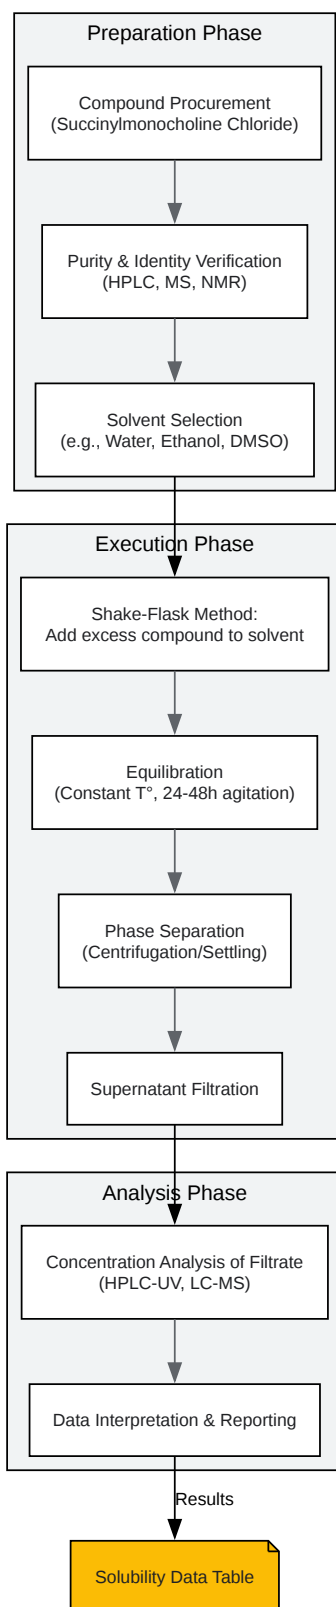 Preparation Phase
Compound Procurement
(Succinylmonocholine Chloride)
Purity & Identity Verification
(HPLC, MS, NMR)
Solvent Selection
(e.g., Water, Ethanol, DMSO)
Execution Phase
Shake-Flask Method:
Add excess compound to solvent
Equilibration
(Constant T°, 24-48h agitation)
Phase Separation
(Centrifugation/Settling)
Supernatant Filtration
Analysis Phase
Concentration Analysis of Filtrate
(HPLC-UV, LC-MS)
Data Interpretation & Reporting
Results
Solubility Data Table